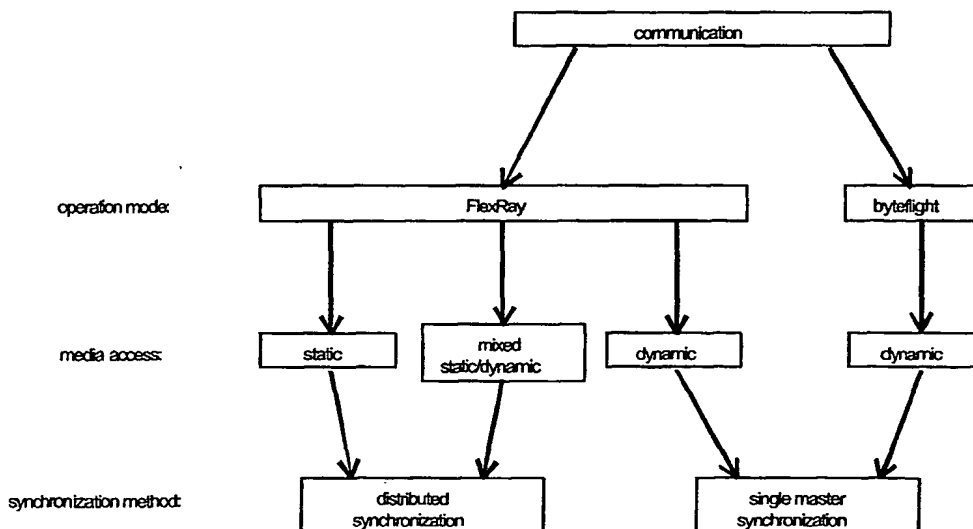 communication
operation mode: FlexRay byteflight
media access: static mixed static/dynamic dynamic dynamic
synchronization method: distributed synchronization single master synchronization